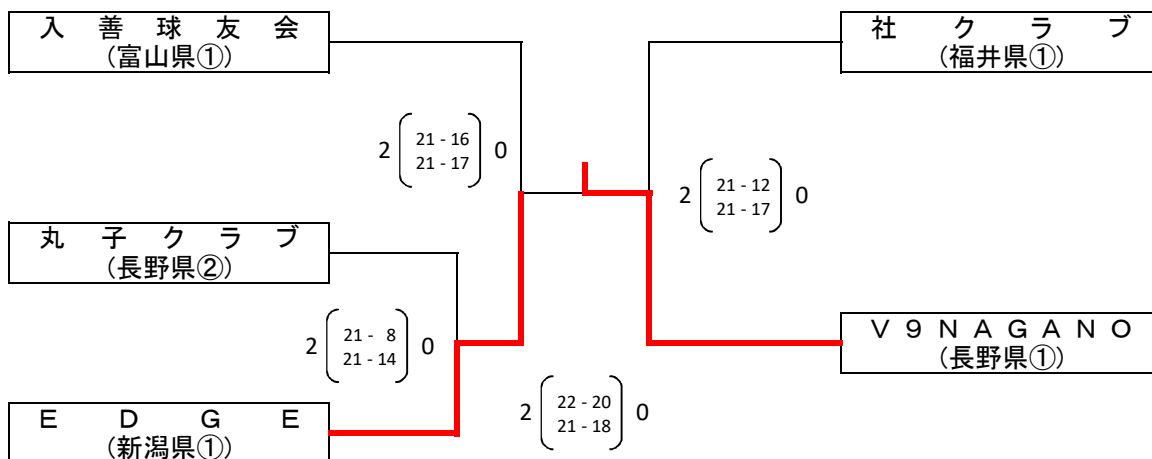 入 善 球 友 会
(富山県①)
社 ク ラ ブ
(福井県①)
2 21 - 16 0
21 - 17
2 21 - 12 0
21 - 17
丸 子 ク ラ ブ
(長野県②)
2 21 - 8 0
21 - 14
Ｖ９ＮＡＧＡＮＯ
(長野県①)
2 22 - 20 0
21 - 18
Ｅ Ｄ Ｇ Ｅ
(新潟県①)